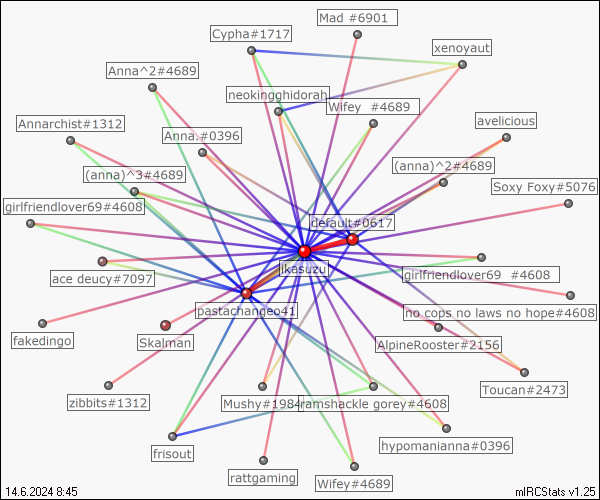 Mad #6901
Cypha#1717
xenoyaut
Anna^2#4689
neokingghidorah
Wifey #4689
avelicious
Annarchist#1312
Anna.#0396
(anna)^2#4689
(anna)^3#4689
Soxy Foxy#5076
girlfriendlover69#4608
default#0617
jikasuzu
girlfriendlover69 #4608
ace deucy#7097
pastachangeo41
no cops no laws no hope#4608
fakedingo
Skalman
AlpineRooster#2156
Toucan#2473
zibbits#1312
Mushy#1984
ramshackle gorey#4608
hypomanianna#0396
frisout
rattgaming
Wifey#4689
14.6.2024 8:45
mIRCStats v1.25